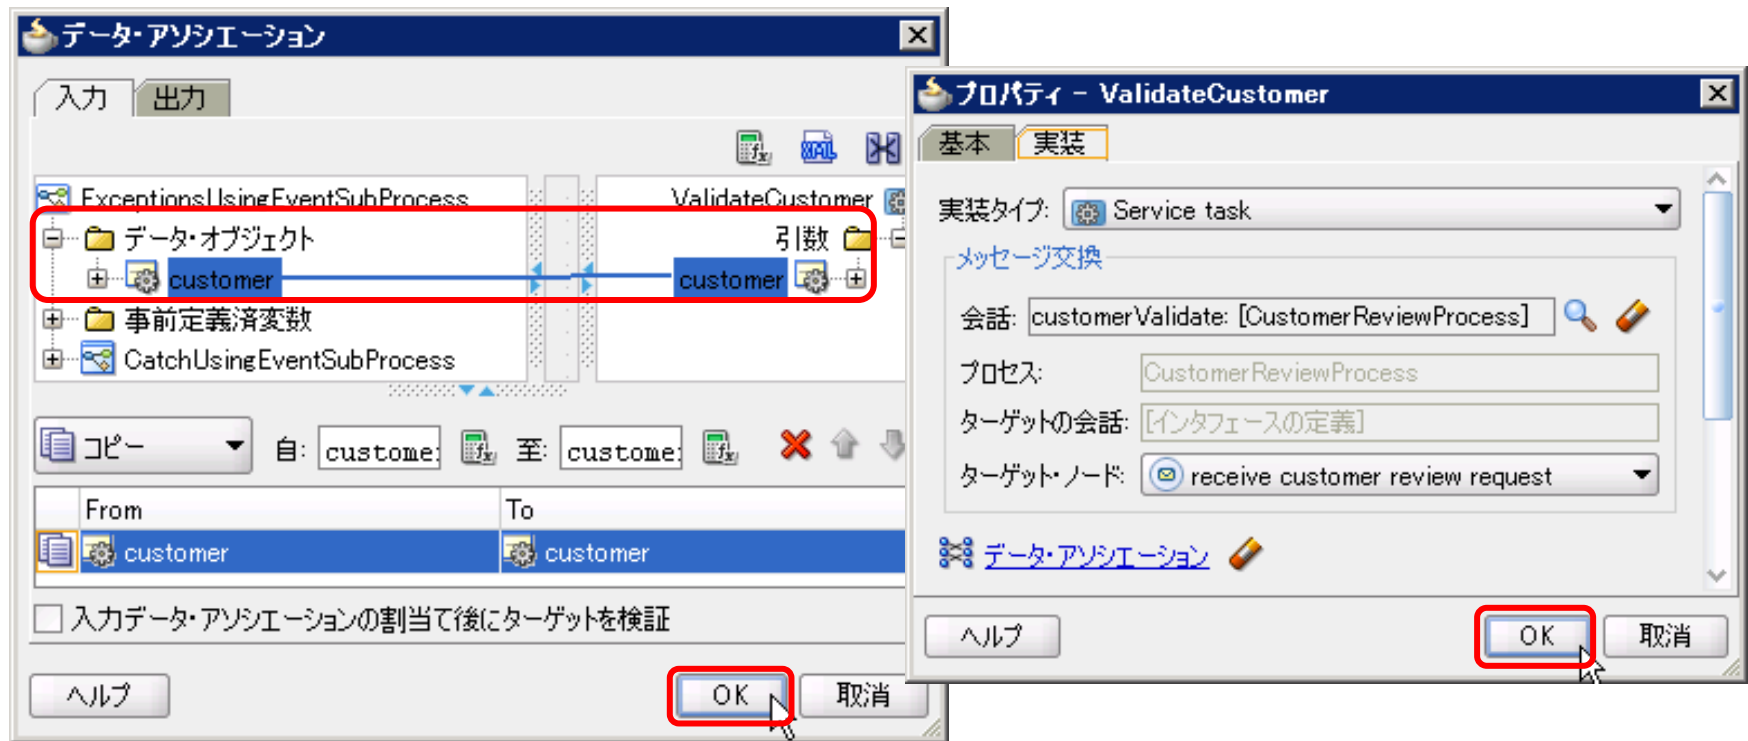 データ・アソシエーション
入力 出力
ExceptionsUsingEventSubProcess
ValidateCustomer
データ・オブジェクト
引数
customer
customer
事前定義済変数
CatchUsingEventSubProcess
コピー
自: custome
至: custome
From To
customer customer
入力データ・アソシエーションの割当て後にターゲットを検証
ヘルプ OK 取消
プロパティ - ValidateCustomer
基本 実装
実装タイプ: Service task
メッセージ交換
会話: customerValidate: [CustomerReviewProcess]
プロセス: CustomerReviewProcess
ターゲットの会話: [インタフェースの定義]
ターゲット・ノード: receive customer review request
データ・アソシエーション
ヘルプ OK 取消